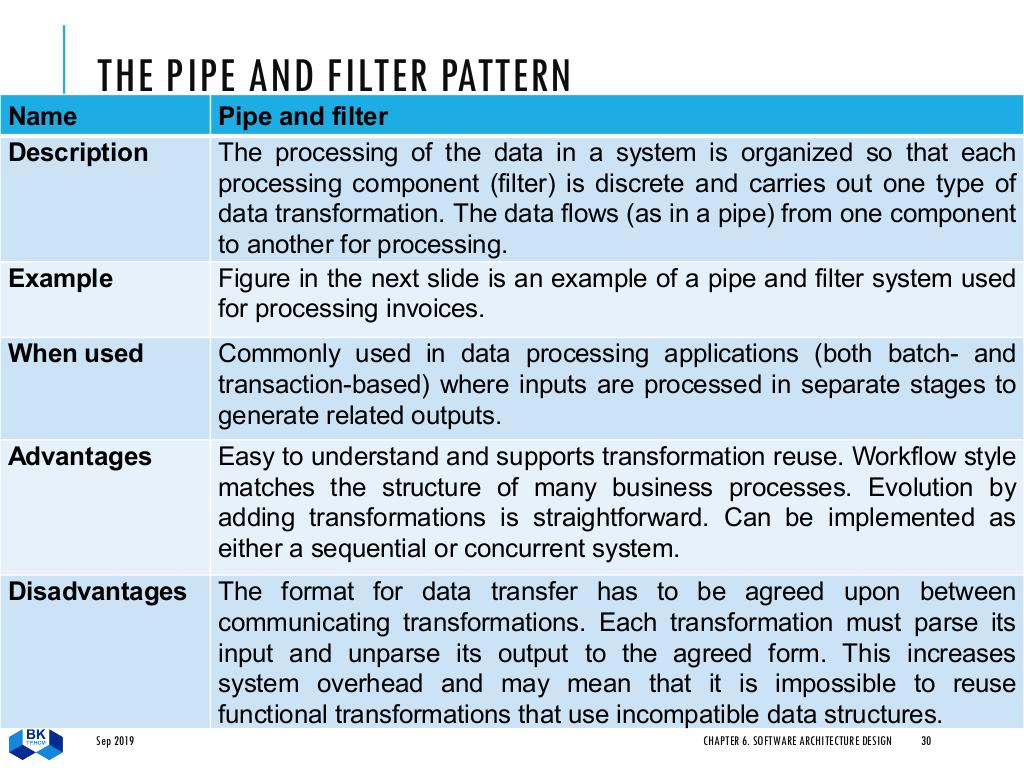 THE PIPE AND FILTER PATTERN
Name
Pipe and filter
Description
The processing of the data in a system is organized so that each
processing component (filter) is discrete and carries out one type of
data transformation. The data flows (as in a pipe) from one component
to another for processing.
Example
Figure in the next slide is an example of a pipe and filter system used
for processing invoices.
When used
Commonly used in data processing applications (both batch- and
transaction-based) where inputs are processed in separate stages to
generate related outputs.
Advantages
Easy to understand and supports transformation reuse. Workflow style
matches the structure of many business processes. Evolution by
adding transformations is straightforward. Can be implemented as
either a sequential or concurrent system.
Disadvantages
The format for data transfer has to be agreed upon between
communicating transformations. Each transformation must parse its
input and unparse its output to the agreed form. This increases
system overhead and may mean that it is impossible to reuse
functional transformations that use incompatible data structures.
BK
TP.HCM
Sep 2019
CHAPTER 6. SOFTWARE ARCHITECTURE DESIGN
30